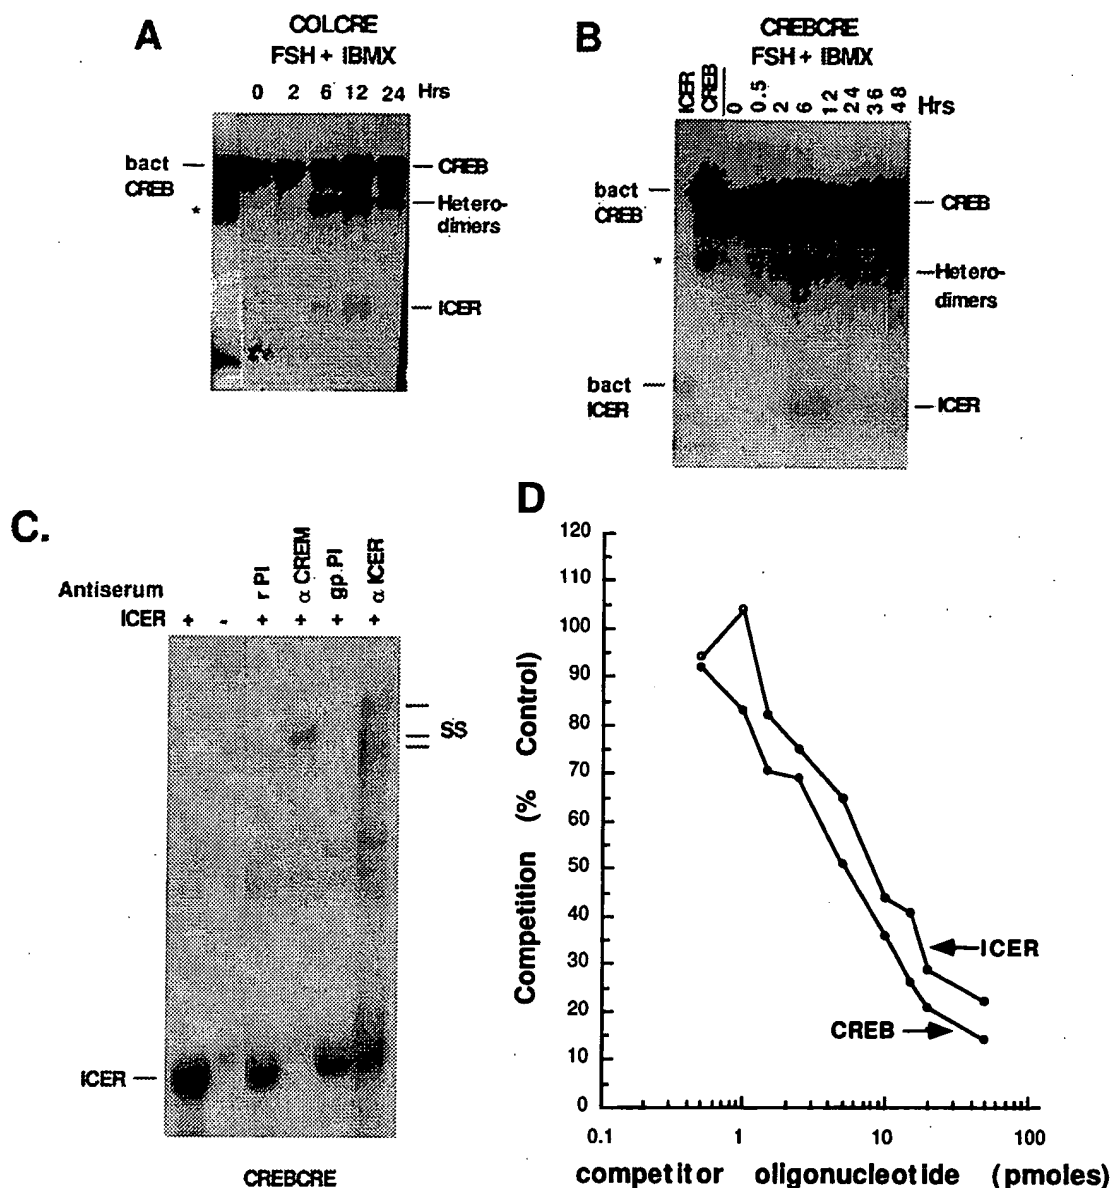 A
COLCRE
FSH + IBMX
0 2 6 12 24 Hrs
bact
CREB
*
CREB
Hetero-
dimers
ICER
B
CREBCRE
FSH + IBMX
ICER CREB 0 0.5 2 6 12 24 36 48 Hrs
bact
CREB
*
bact
ICER
CREB
Hetero-
dimers
ICER
C.
Antiserum r PI α CREM gp.PI α ICER
ICER + - + + + +
SS
ICER
CREBCRE
D
Competition (% Control)
120
110
100
90
80
70
60
50
40
30
20
10
0
ICER
CREB
0.1 1 10 100
competitor oligonucleotide (pmoles)